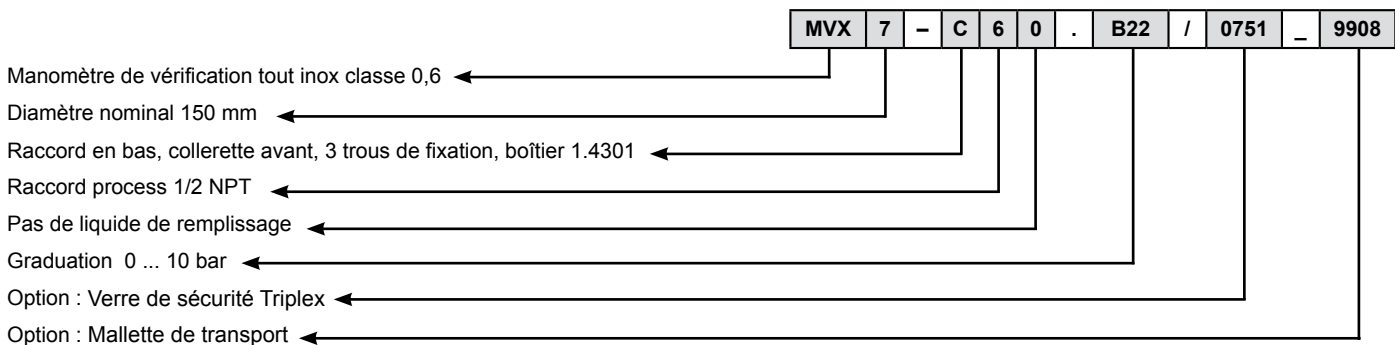 MVX 7 – C 6 0 . B22 / 0751 _ 9908
Manomètre de vérification tout inox classe 0,6
Diamètre nominal 150 mm
Raccord en bas, collerette avant, 3 trous de fixation, boîtier 1.4301
Raccord process 1/2 NPT
Pas de liquide de remplissage
Graduation 0 ... 10 bar
Option : Verre de sécurité Triplex
Option : Mallette de transport